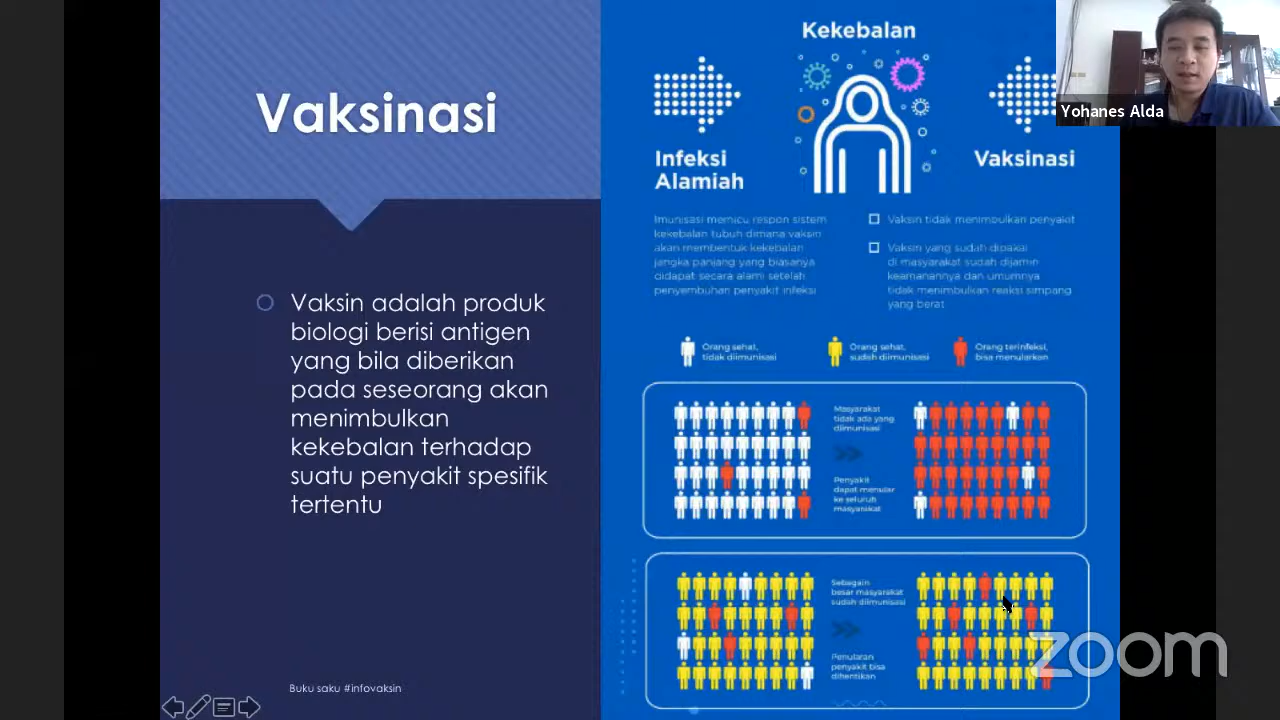 Vaksinasi
Vaksin adalah produk
biologi berisi antigen
yang bila diberikan
pada seseorang akan
menimbulkan
kekebalan terhadap
suatu penyakit spesifik
tertentu
Buku saku #infovaksin
Kekebalan
Infeksi
Alamiah
Vaksinasi
Imunisasi memicu respon sistem
kekebalan tubuh dimana vaksin
akan membentuk kekebalan
jangka panjang yang biasanya
didapat secara alami setelah
penyembuhan penyakit infeksi
Vaksin tidak menimbulkan penyakit
Vaksin yang sudah dipakai
di masyarakat sudah dijamin
keamanannya dan umumnya
tidak menimbulkan reaksi simpang
yang berat
Orang sehat,
tidak diimunisasi
Orang sehat,
sudah diimunisasi
Orang terinfeksi,
bisa menularkan
Masyarakat
tidak ada yang
diimunisasi
Penyakit
dapat menular
ke seluruh
masyarakat
Sebagain
besar masyarakat
sudah diimunisasi
Penularan
penyakit bisa
dihentikan
Yohanes Alda
zoom